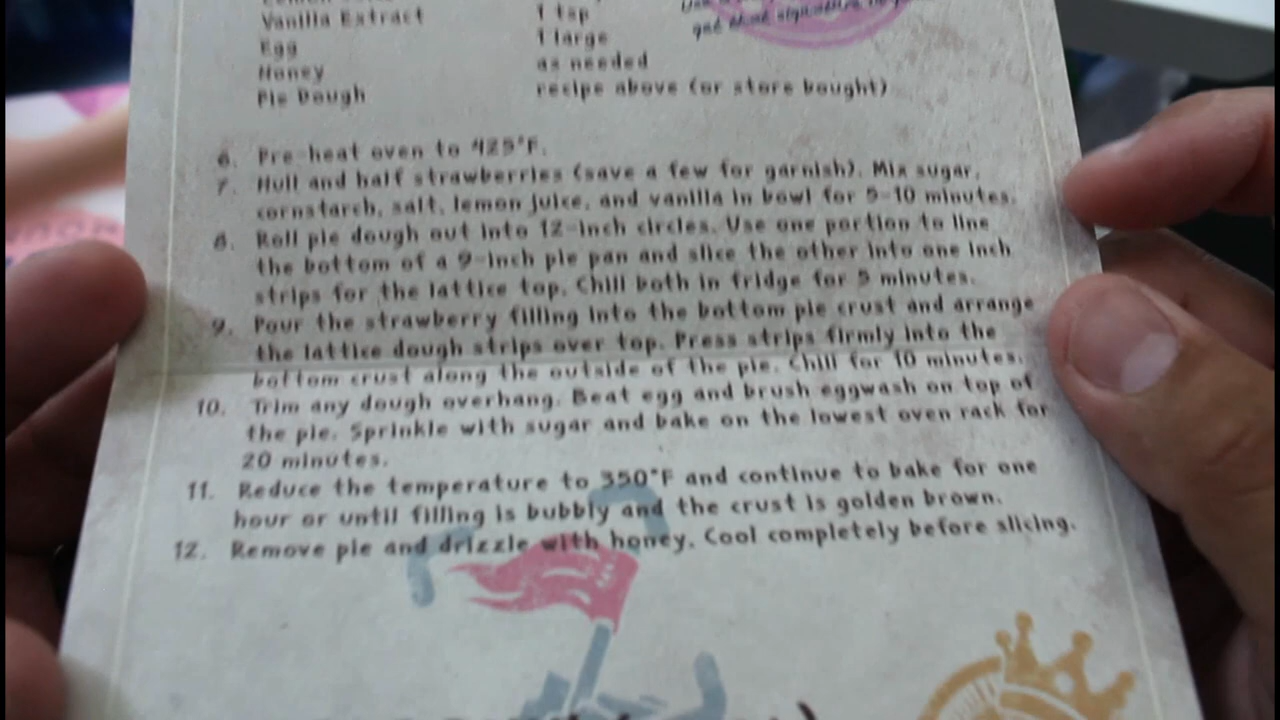 Vanilla Extract 1 tsp
Egg 1 large
Honey as needed
Pie Dough recipe above (or store bought)
6. Pre-heat oven to 425°F.
7. Hull and half strawberries (save a few for garnish). Mix sugar,
cornstarch, salt, lemon juice, and vanilla in bowl for 5-10 minutes.
8. Roll pie dough out into 12-inch circles. Use one portion to line
the bottom of a 9-inch pie pan and slice the other into one inch
strips for the lattice top. Chill both in fridge for 5 minutes.
9. Pour the strawberry filling into the bottom pie crust and arrange
the lattice dough strips over top. Press strips firmly into the
bottom crust along the outside of the pie. Chill for 10 minutes.
10. Trim any dough overhang. Beat egg and brush eggwash on top of
the pie. Sprinkle with sugar and bake on the lowest oven rack for
20 minutes.
11. Reduce the temperature to 350°F and continue to bake for one
hour or until filling is bubbly and the crust is golden brown.
12. Remove pie and drizzle with honey. Cool completely before slicing.